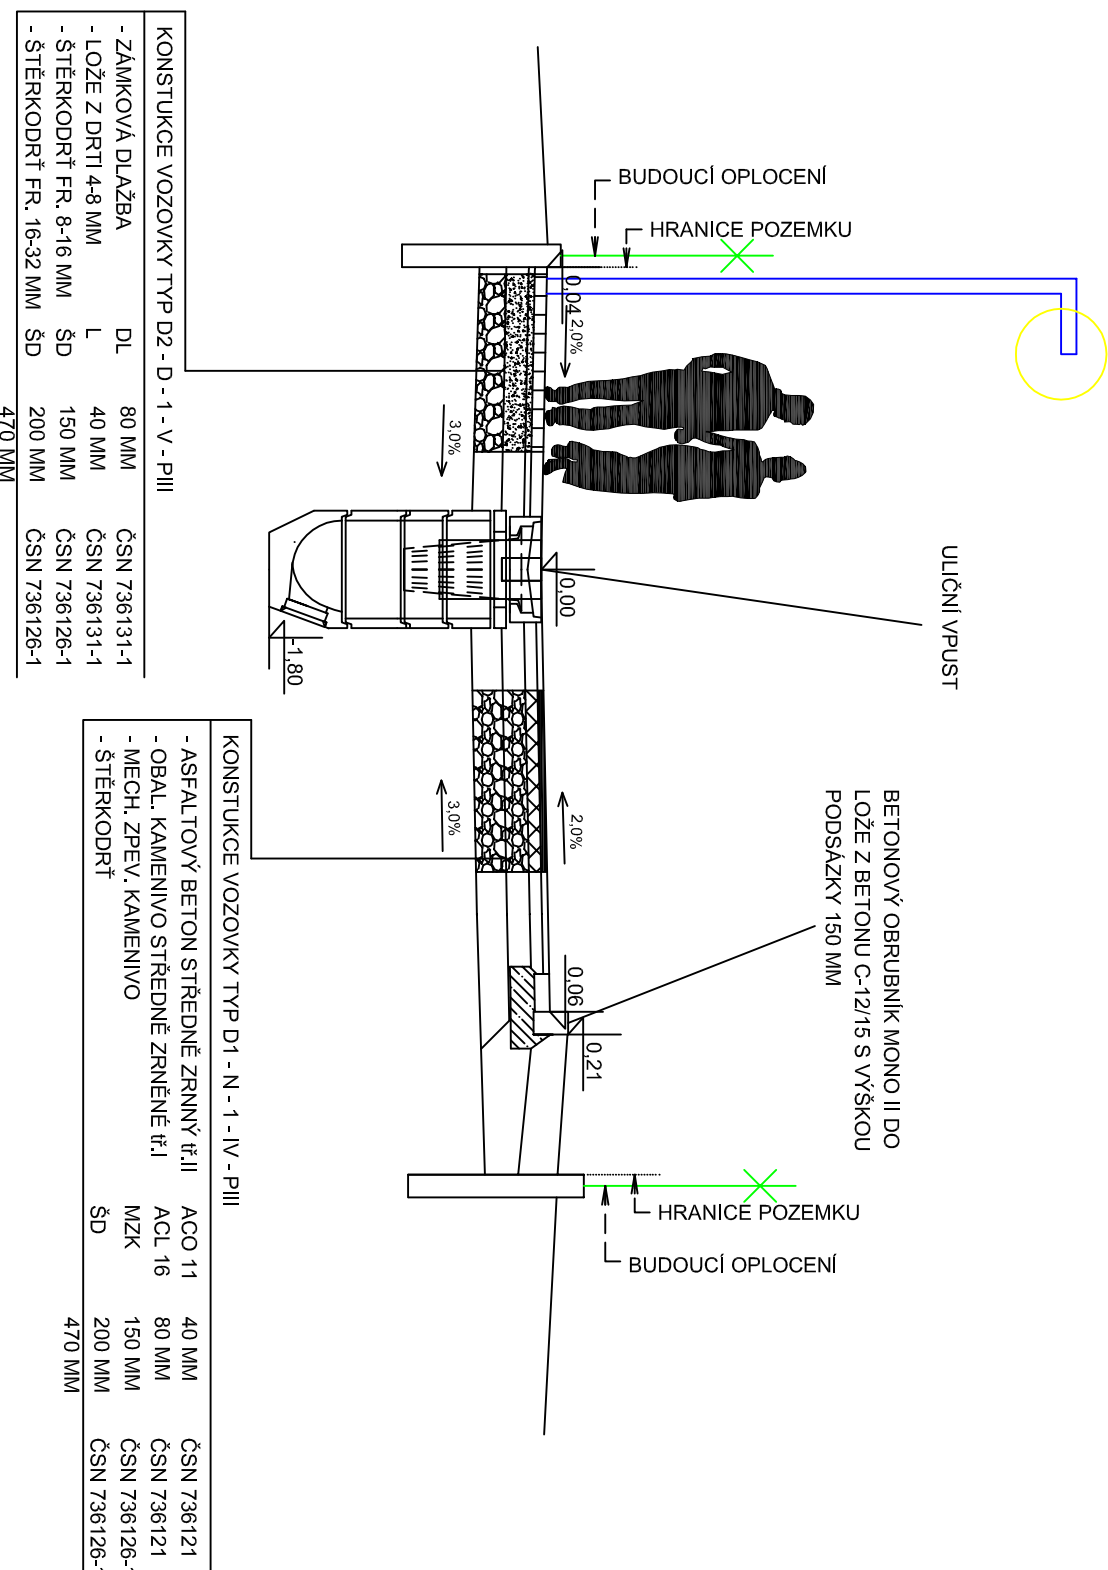 BUDOUCÍ OPLOCENÍ
HRANICE POZEMKU
0,04
2,0%
3,0%
0,00
-1,80
ULIČNÍ VPUST
2,0%
3,0%
0,06
0,21
BETONOVÝ OBRUBNÍK MONO II DO
LOŽE Z BETONU C-12/15 S VÝŠKOU
PODSÁZKY 150 MM
HRANICE POZEMKU
BUDOUCÍ OPLOCENÍ
KONSTUKCE VOZOVKY TYP D2 - D - 1 - V - PIII
- ZÁMKOVÁ DLAŽBA DL 80 MM ČSN 736131-1
- LOŽE Z DRTI 4-8 MM L 40 MM ČSN 736131-1
- ŠTĚRKODRŤ FR. 8-16 MM ŠD 150 MM ČSN 736126-1
- ŠTĚRKODRŤ FR. 16-32 MM ŠD 200 MM ČSN 736126-1
470 MM
KONSTUKCE VOZOVKY TYP D1 - N - 1 - IV - PIII
- ASFALTOVÝ BETON STŘEDNĚ ZRNNÝ tř.II ACO 11 40 MM ČSN 736121
- OBAL. KAMENIVO STŘEDNĚ ZRNĚNÉ tř.I ACL 16 80 MM ČSN 736121
- MECH. ZPEV. KAMENIVO MZK 150 MM ČSN 736126-
- ŠTĚRKODRŤ ŠD 200 MM ČSN 736126-
470 MM